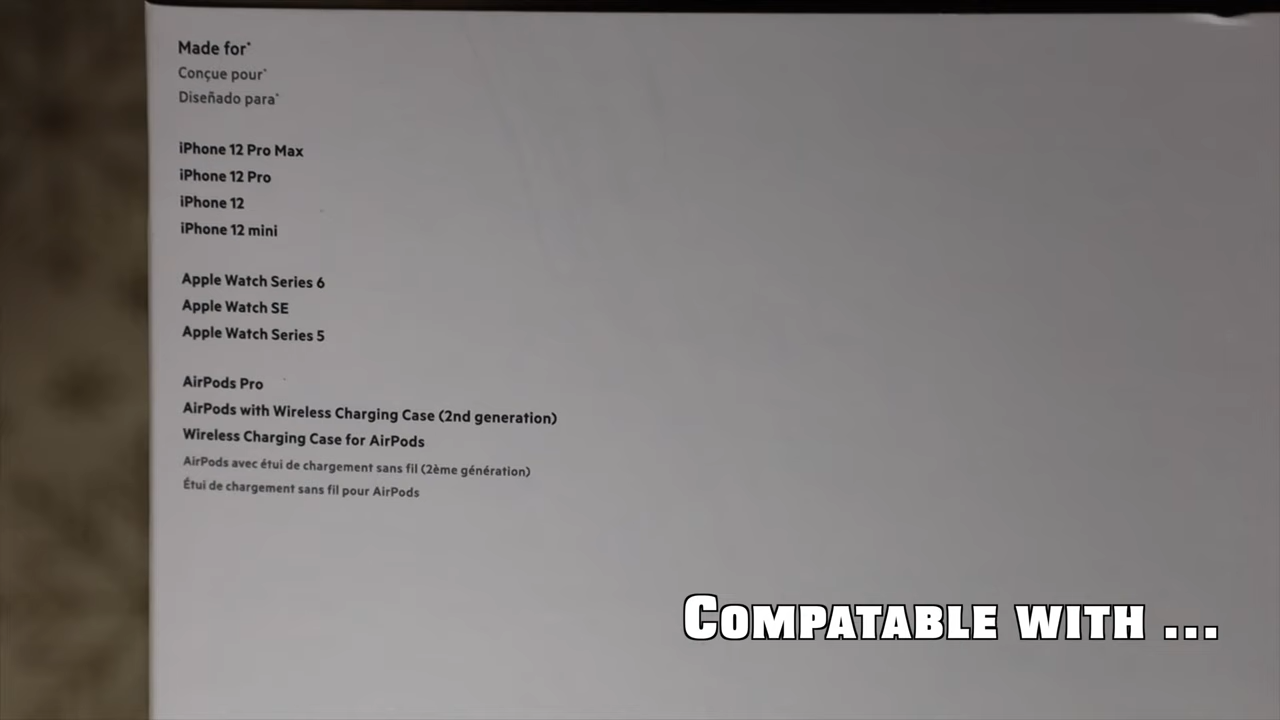 Made for*
Conçue pour*
Diseñado para*
iPhone 12 Pro Max
iPhone 12 Pro
iPhone 12
iPhone 12 mini
Apple Watch Series 6
Apple Watch SE
Apple Watch Series 5
AirPods Pro
AirPods with Wireless Charging Case (2nd generation)
Wireless Charging Case for AirPods
AirPods avec étui de chargement sans fil (2ème génération)
Étui de chargement sans fil pour AirPods
COMPATABLE WITH ...